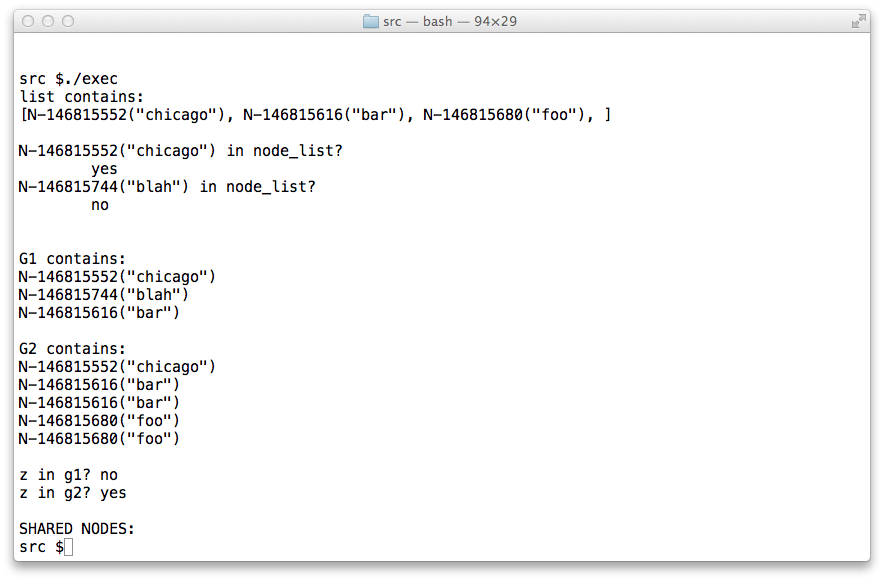 src — bash — 94×29
src $./exec
list contains:
[N-146815552("chicago"), N-146815616("bar"), N-146815680("foo"), ]
N-146815552("chicago") in node_list?
yes
N-146815744("blah") in node_list?
no
G1 contains:
N-146815552("chicago")
N-146815744("blah")
N-146815616("bar")
G2 contains:
N-146815552("chicago")
N-146815616("bar")
N-146815616("bar")
N-146815680("foo")
N-146815680("foo")
z in g1? no
z in g2? yes
SHARED NODES:
src $